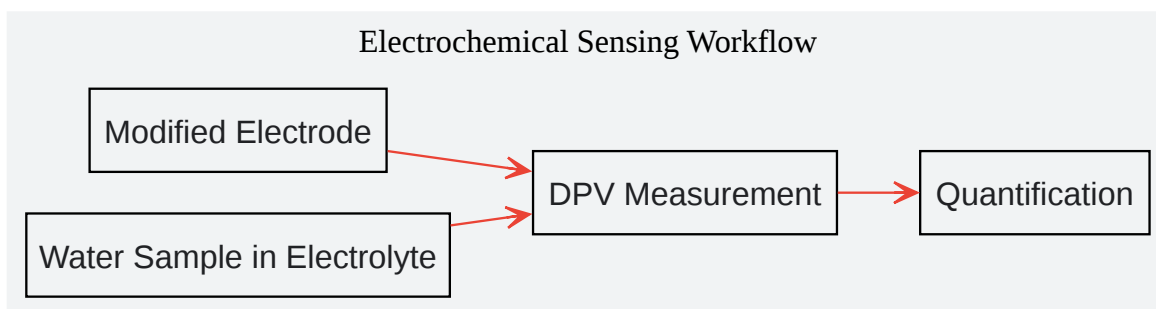 Electrochemical Sensing Workflow
Modified Electrode
Water Sample in Electrolyte
DPV Measurement
Quantification